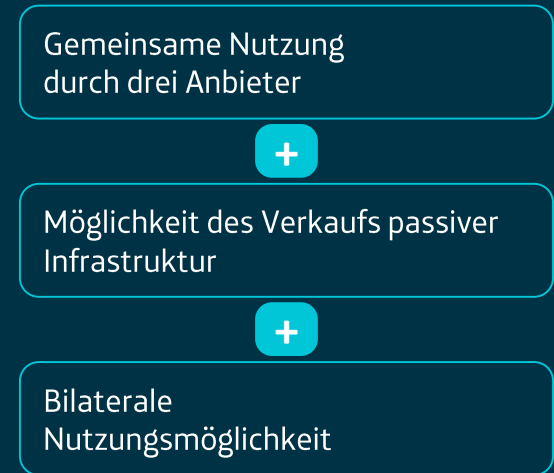 Gemeinsame Nutzung
durch drei Anbieter
+
Möglichkeit des Verkaufs passiver
Infrastruktur
+
Bilaterale
Nutzungsmöglichkeit